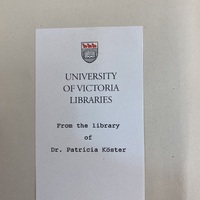 UNIVERSITY
OF VICTORIA
LIBRARIES
From the library
of
Dr. Patricia Köster